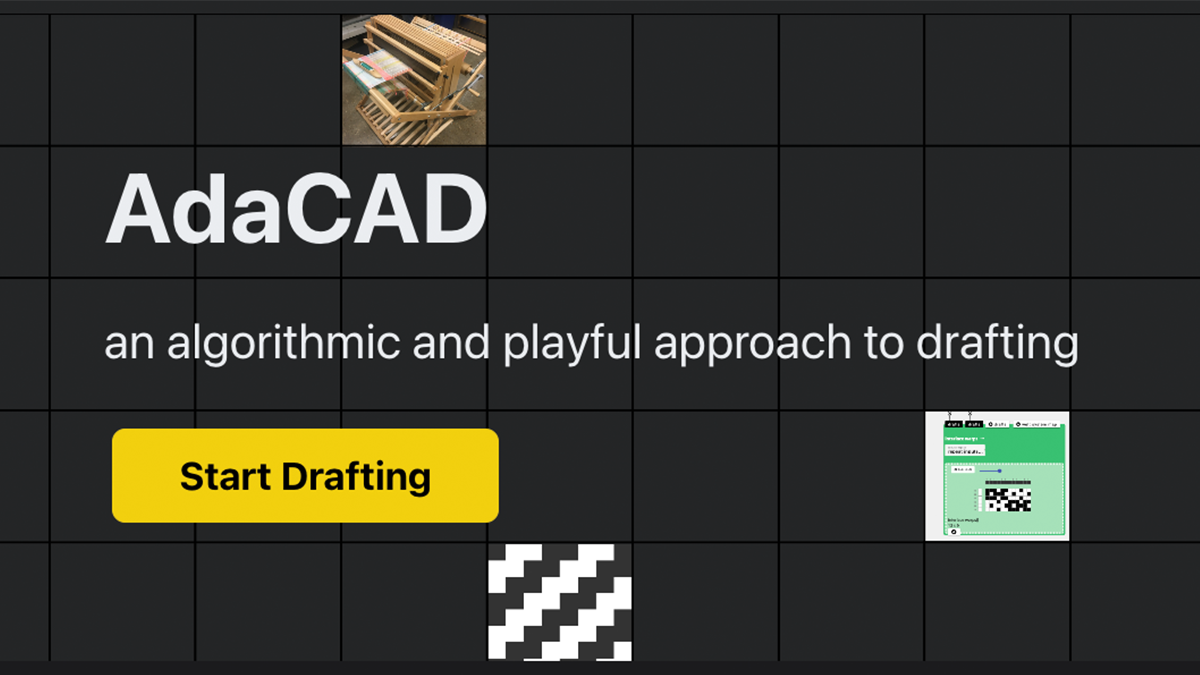 AdaCAD
an algorithmic and playful approach to drafting
Start Drafting